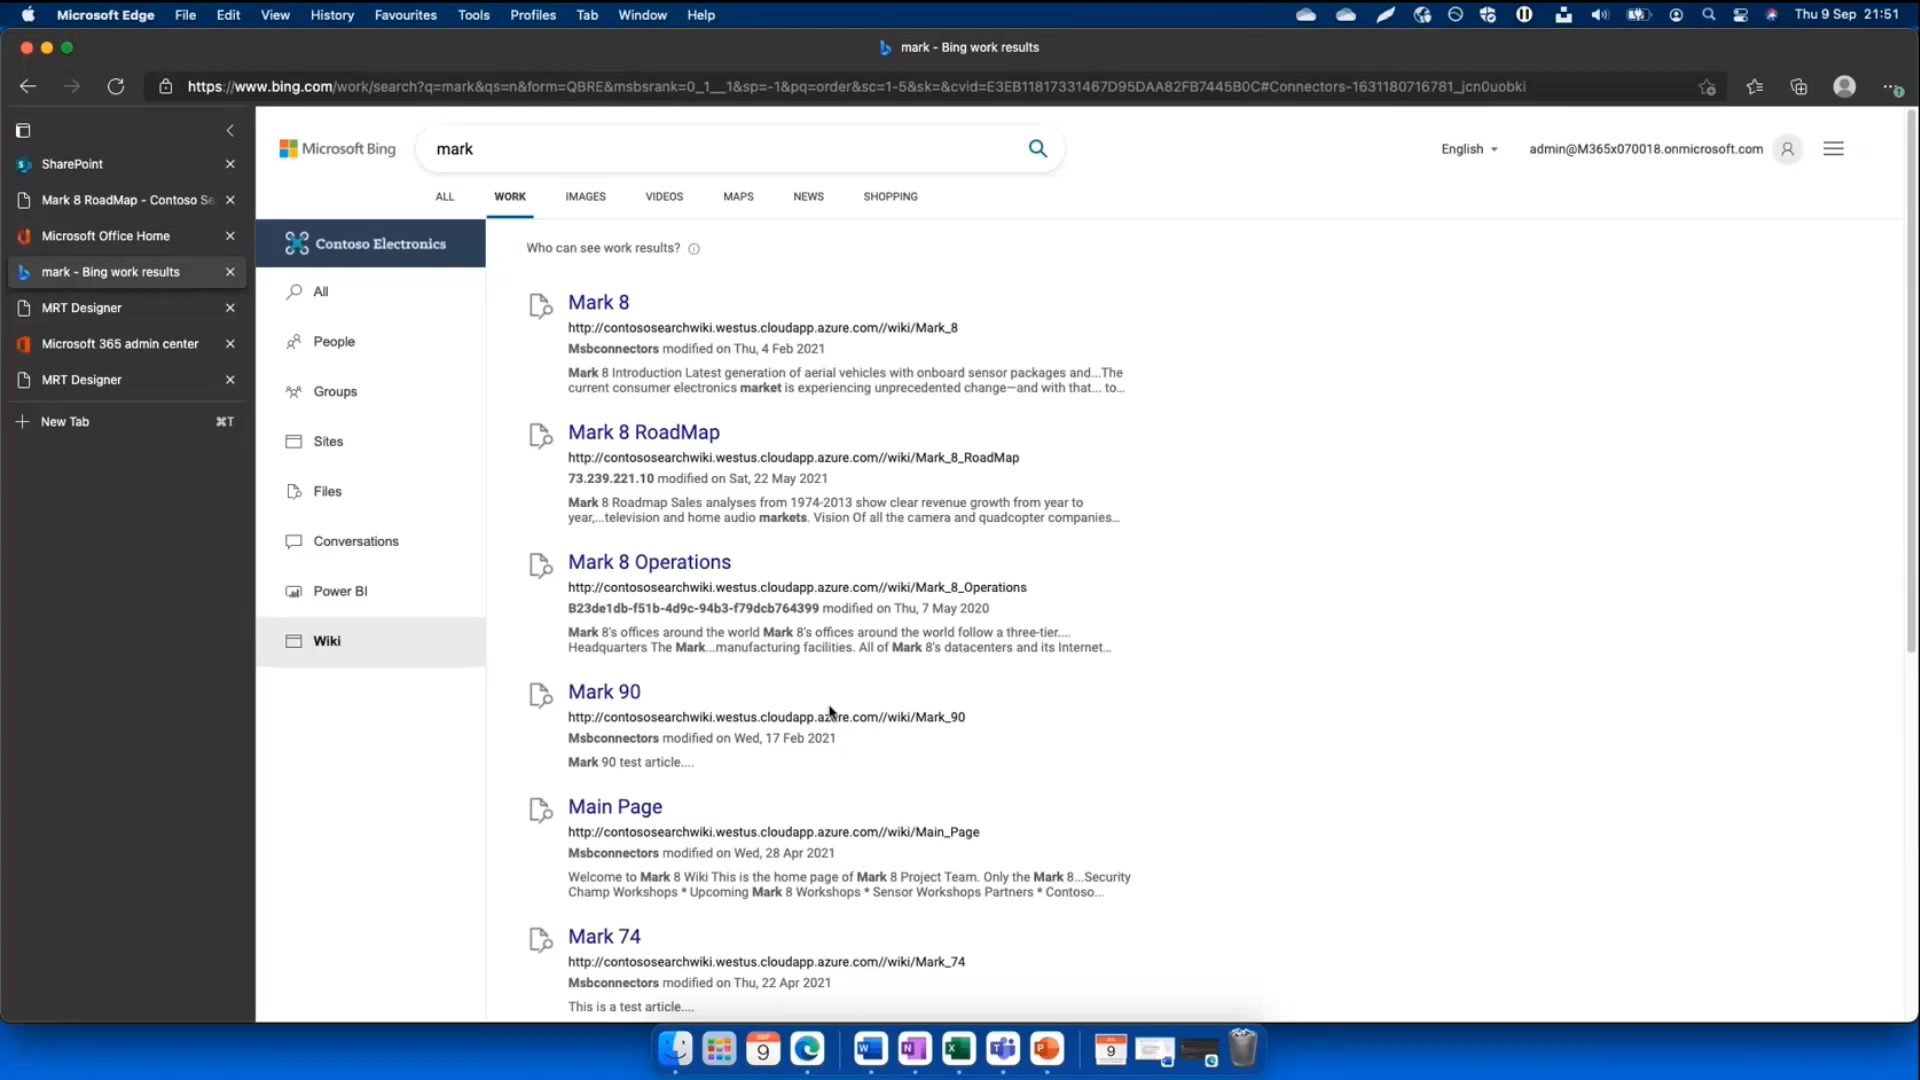 Microsoft Edge File Edit View History Favourites Tools Profiles Tab Window Help Thu 9 Sep 21:51
mark - Bing work results
https://www.bing.com/work/search?q=mark&qs=n&form=QBRE&msbsrank=0_1__1&sp=-1&pq=order&sc=1-5&sk=&cvid=E3EB11817331467D95DAA82FB7445B0C#Connectors-1631180716781_jcn0uobkl
SharePoint
Mark 8 RoadMap - Contoso Se
Microsoft Office Home
mark - Bing work results
MRT Designer
Microsoft 365 admin center
MRT Designer
New Tab ⌘T
Microsoft Bing
mark
English
admin@M365x070018.onmicrosoft.com
ALL WORK IMAGES VIDEOS MAPS NEWS SHOPPING
Contoso Electronics
All
People
Groups
Sites
Files
Conversations
Power BI
Wiki
Who can see work results?
Mark 8
http://contososearchwiki.westus.cloudapp.azure.com//wiki/Mark_8
Msbconnectors modified on Thu, 4 Feb 2021
Mark 8 Introduction Latest generation of aerial vehicles with onboard sensor packages and...The
current consumer electronics market is experiencing unprecedented change—and with that... to...
Mark 8 RoadMap
http://contososearchwiki.westus.cloudapp.azure.com//wiki/Mark_8_RoadMap
73.239.221.10 modified on Sat, 22 May 2021
Mark 8 Roadmap Sales analyses from 1974-2013 show clear revenue growth from year to
year,...television and home audio markets. Vision Of all the camera and quadcopter companies...
Mark 8 Operations
http://contososearchwiki.westus.cloudapp.azure.com//wiki/Mark_8_Operations
B23de1db-f51b-4d9c-94b3-f79dcb764399 modified on Thu, 7 May 2020
Mark 8's offices around the world Mark 8's offices around the world follow a three-tier....
Headquarters The Mark...manufacturing facilities. All of Mark 8's datacenters and its Internet...
Mark 90
http://contososearchwiki.westus.cloudapp.azure.com//wiki/Mark_90
Msbconnectors modified on Wed, 17 Feb 2021
Mark 90 test article....
Main Page
http://contososearchwiki.westus.cloudapp.azure.com//wiki/Main_Page
Msbconnectors modified on Wed, 28 Apr 2021
Welcome to Mark 8 Wiki This is the home page of Mark 8 Project Team. Only the Mark 8...Security
Champ Workshops * Upcoming Mark 8 Workshops * Sensor Workshops Partners * Contoso...
Mark 74
http://contososearchwiki.westus.cloudapp.azure.com//wiki/Mark_74
Msbconnectors modified on Thu, 22 Apr 2021
This is a test article....
SEP
9
9